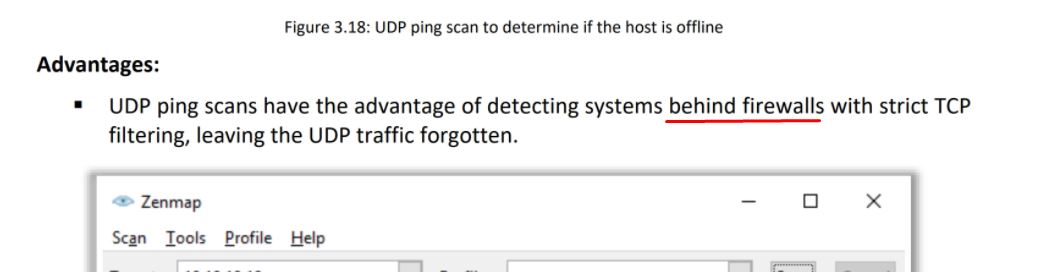 Figure 3.18: UDP ping scan to determine if the host is offline
Advantages:
▪ UDP ping scans have the advantage of detecting systems behind firewalls with strict TCP
filtering, leaving the UDP traffic forgotten.
Zenmap
Scan Tools Profile Help